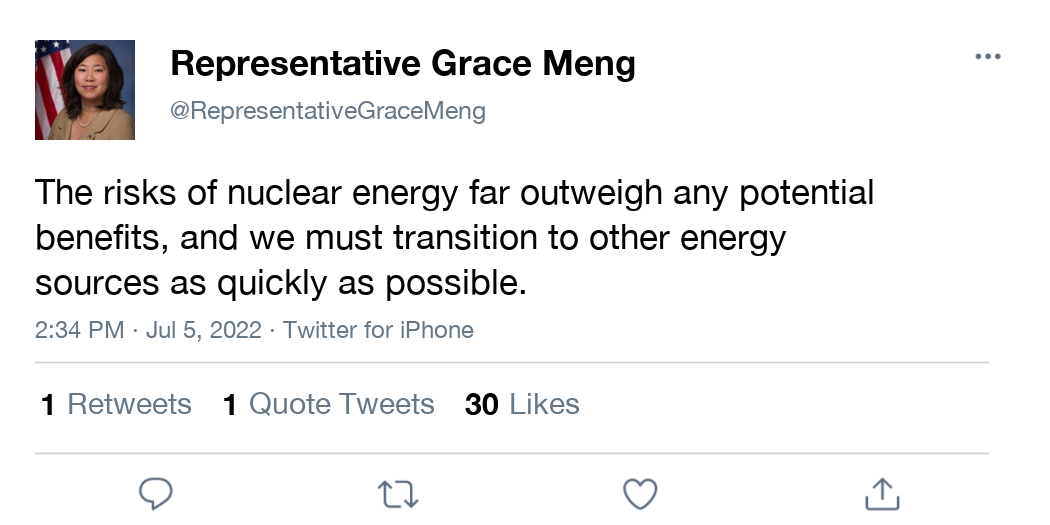 Representative Grace Meng
@RepresentativeGraceMeng
The risks of nuclear energy far outweigh any potential
benefits, and we must transition to other energy
sources as quickly as possible.
2:34 PM · Jul 5, 2022 · Twitter for iPhone
1 Retweets 1 Quote Tweets 30 Likes